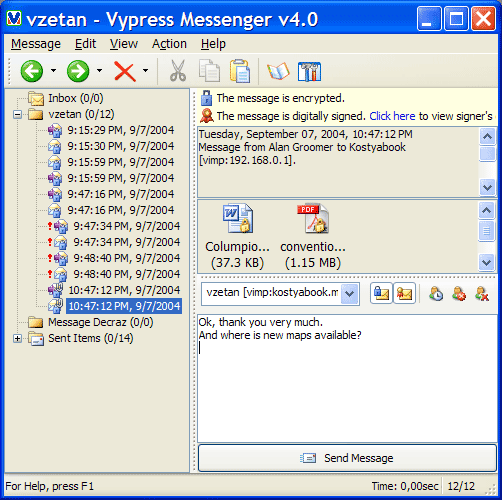 vzetan - Vypress Messenger v4.0
Message Edit View Action Help
Inbox (0/0)
vzetan (0/12)
9:15:29 PM, 9/7/2004
9:15:30 PM, 9/7/2004
9:15:59 PM, 9/7/2004
9:15:59 PM, 9/7/2004
9:47:16 PM, 9/7/2004
9:47:16 PM, 9/7/2004
9:47:34 PM, 9/7/2004
9:47:34 PM, 9/7/2004
9:48:40 PM, 9/7/2004
9:48:40 PM, 9/7/2004
10:47:12 PM, 9/7/2004
10:47:12 PM, 9/7/2004
Message Decraz (0/0)
Sent Items (0/14)
The message is encrypted.
The message is digitally signed. Click here to view signer's
Tuesday, September 07, 2004, 10:47:12 PM
Message from Alan Groomer to Kostyabook
[vimp:192.168.0.1].
W
PDF
Columpio... conventio...
(37.3 KB) (1.15 MB)
vzetan [vimp:kostyabook.m
Ok, thank you very much.
And where is new maps available?
Send Message
For Help, press F1
Time: 0,00sec 12/12